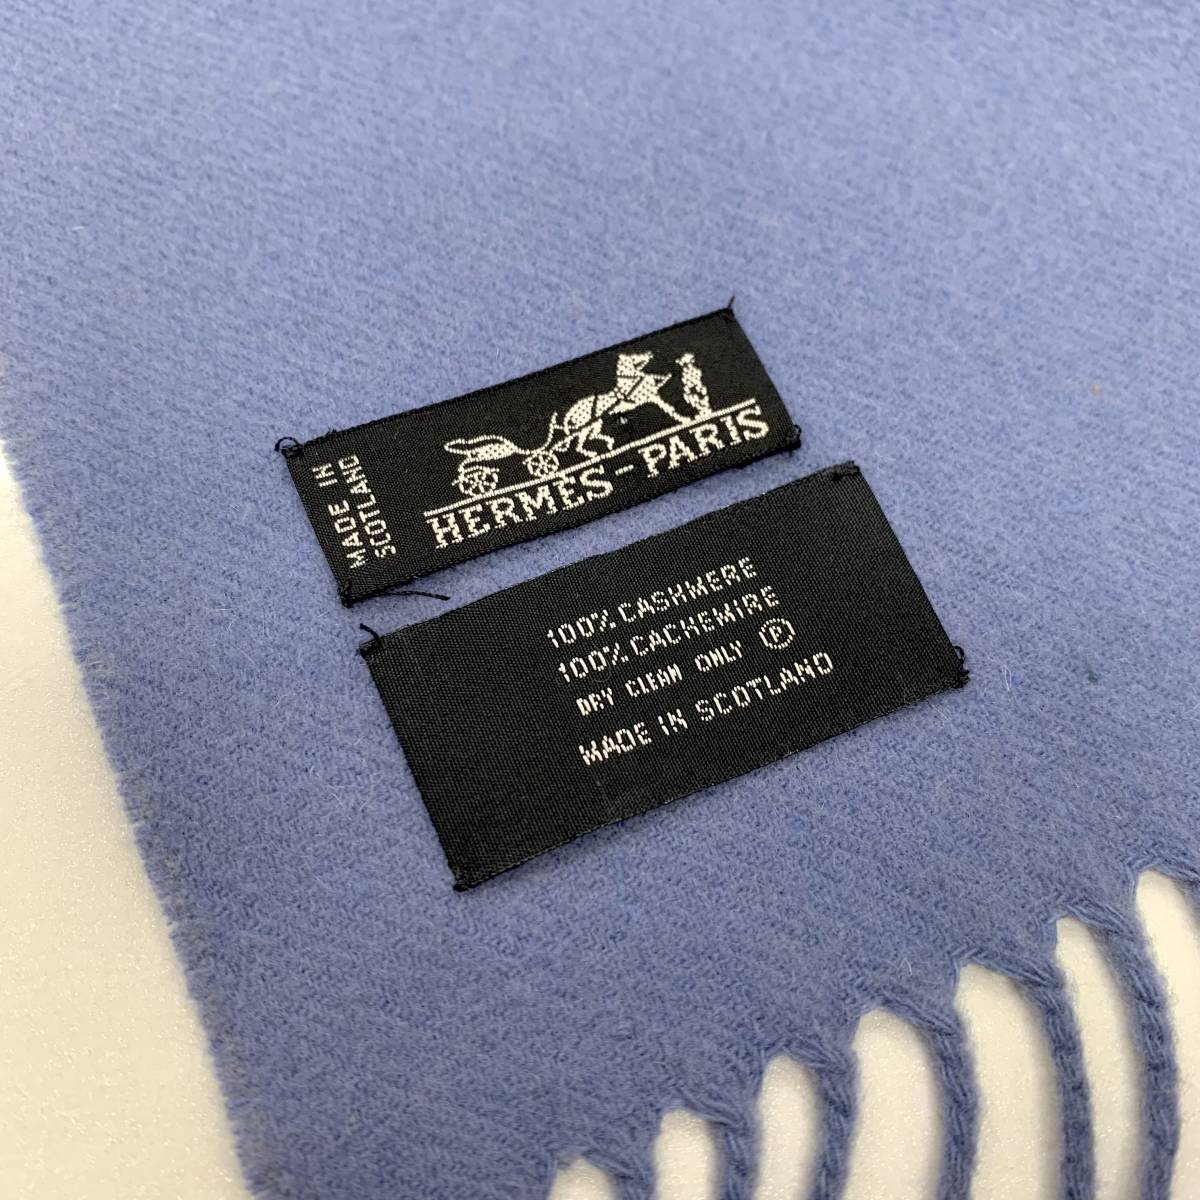 MADE IN
SCOTLAND
HERMES-PARIS
100% CASHMERE
100% CACHEMIRE
DRY CLEAN ONLY Ⓟ
MADE IN SCOTLAND